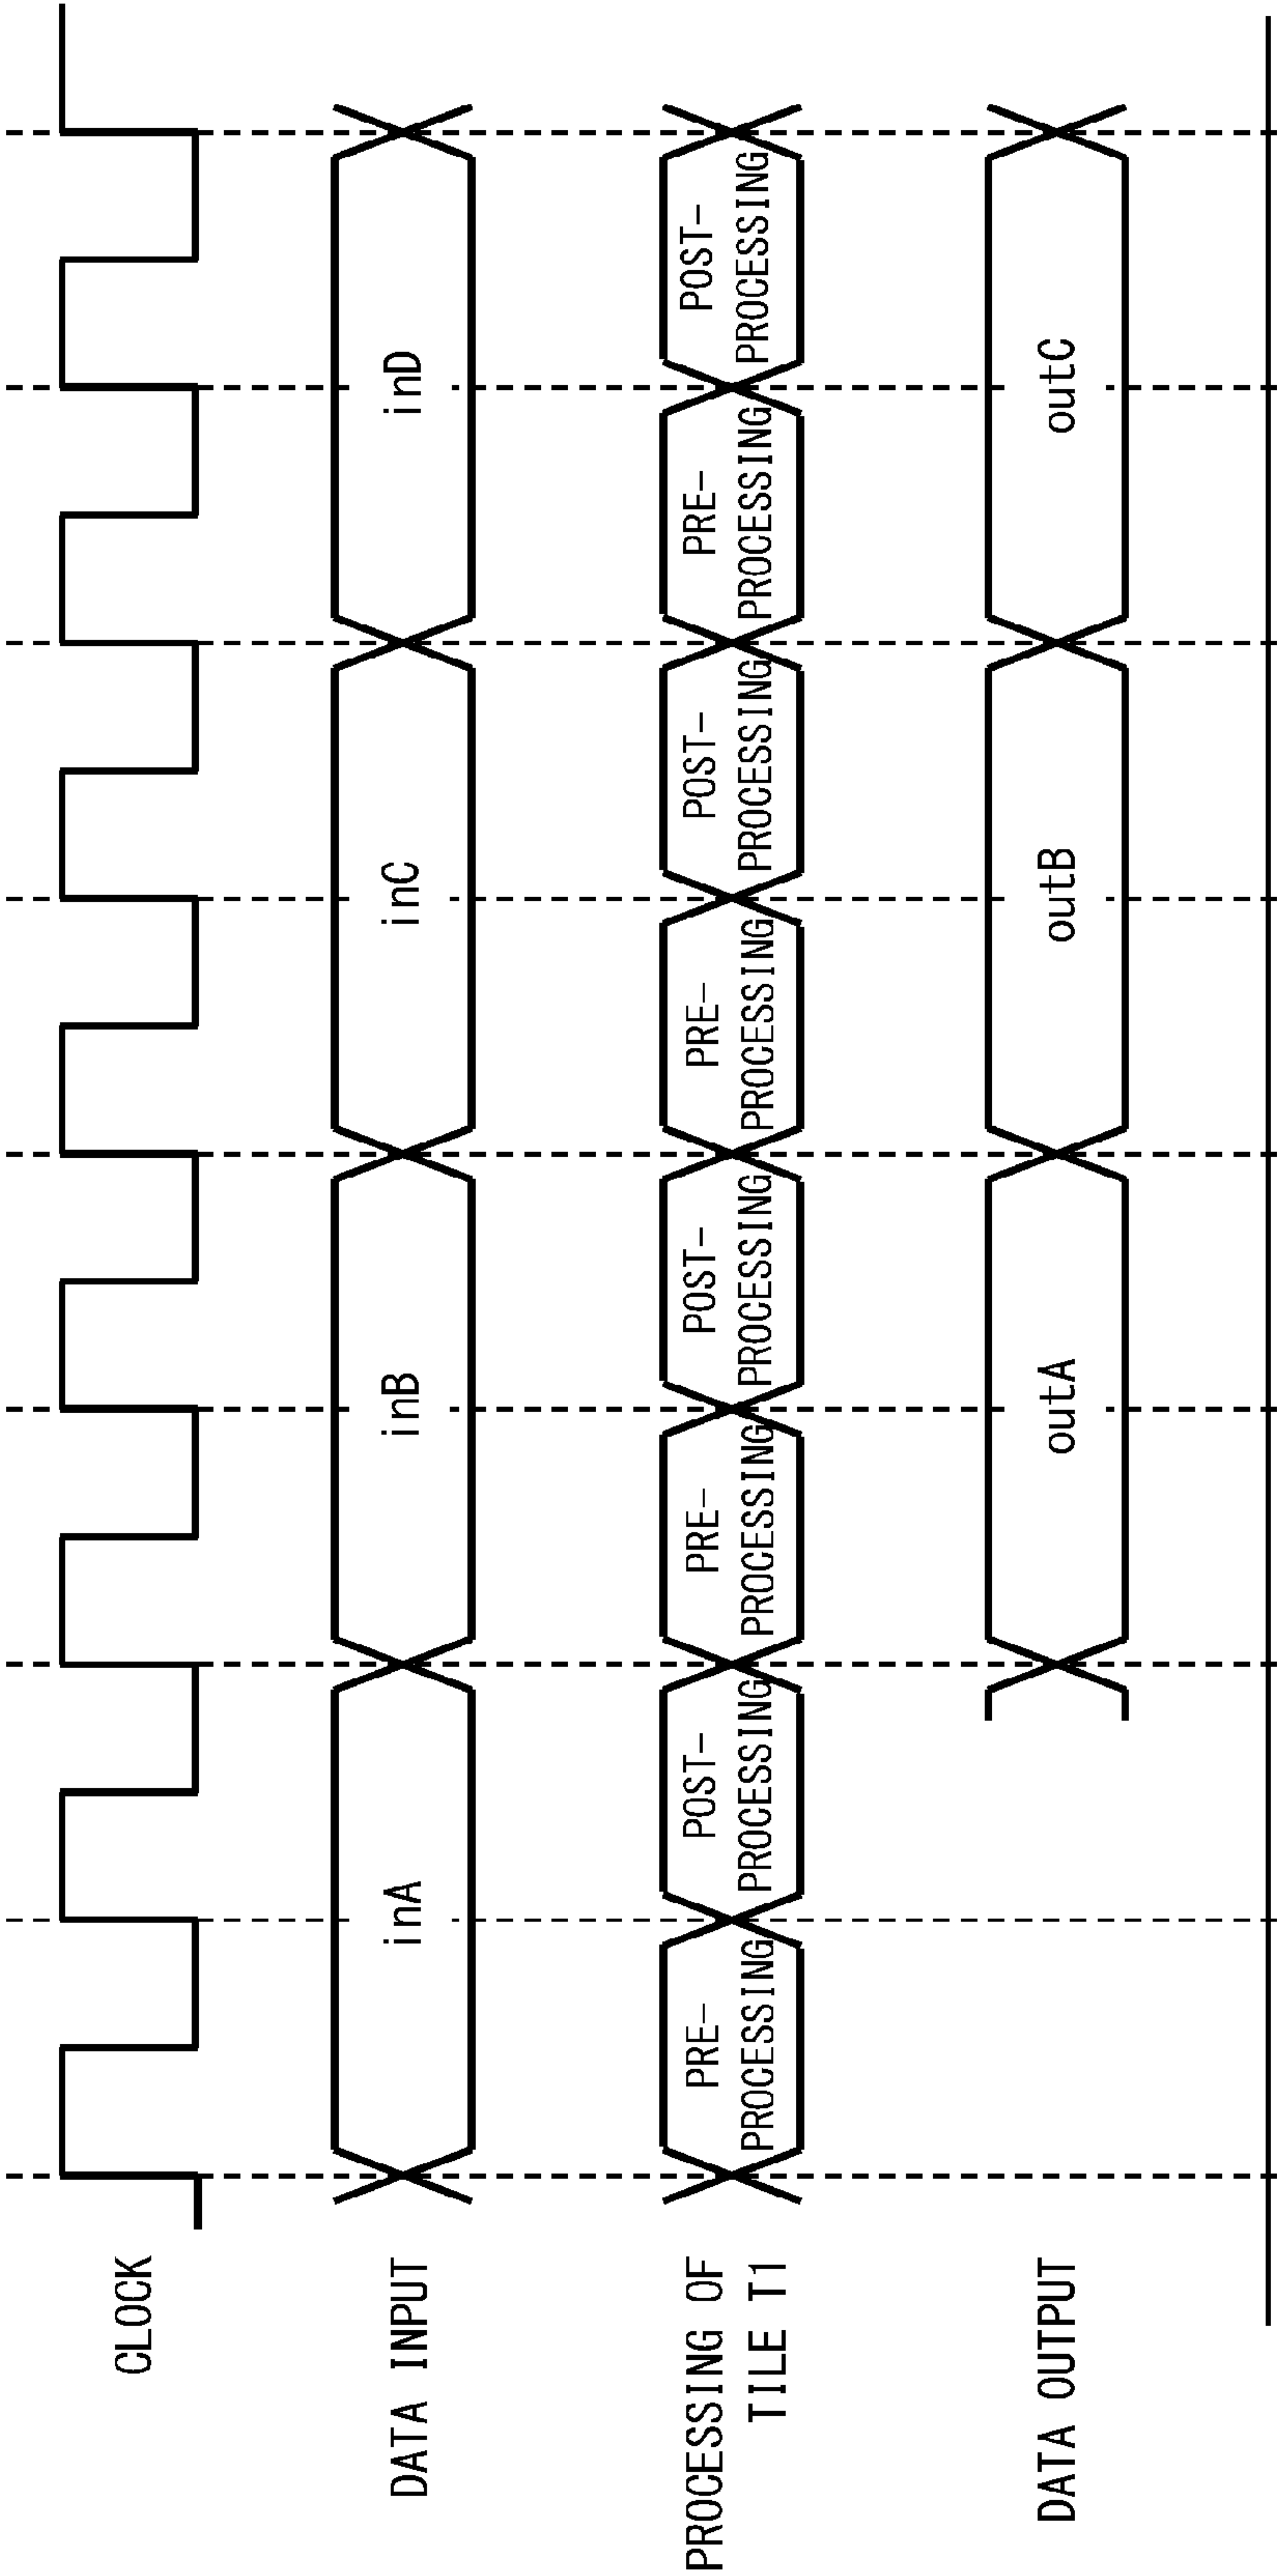 CLOCK
DATA INPUT
inA
inB
inC
inD
PROCESSING OF
TILE T1
PRE-
PROCESSING
POST-
PROCESSING
PRE-
PROCESSING
POST-
PROCESSING
PRE-
PROCESSING
POST-
PROCESSING
PRE-
PROCESSING
POST-
PROCESSING
DATA OUTPUT
outA
outB
outC